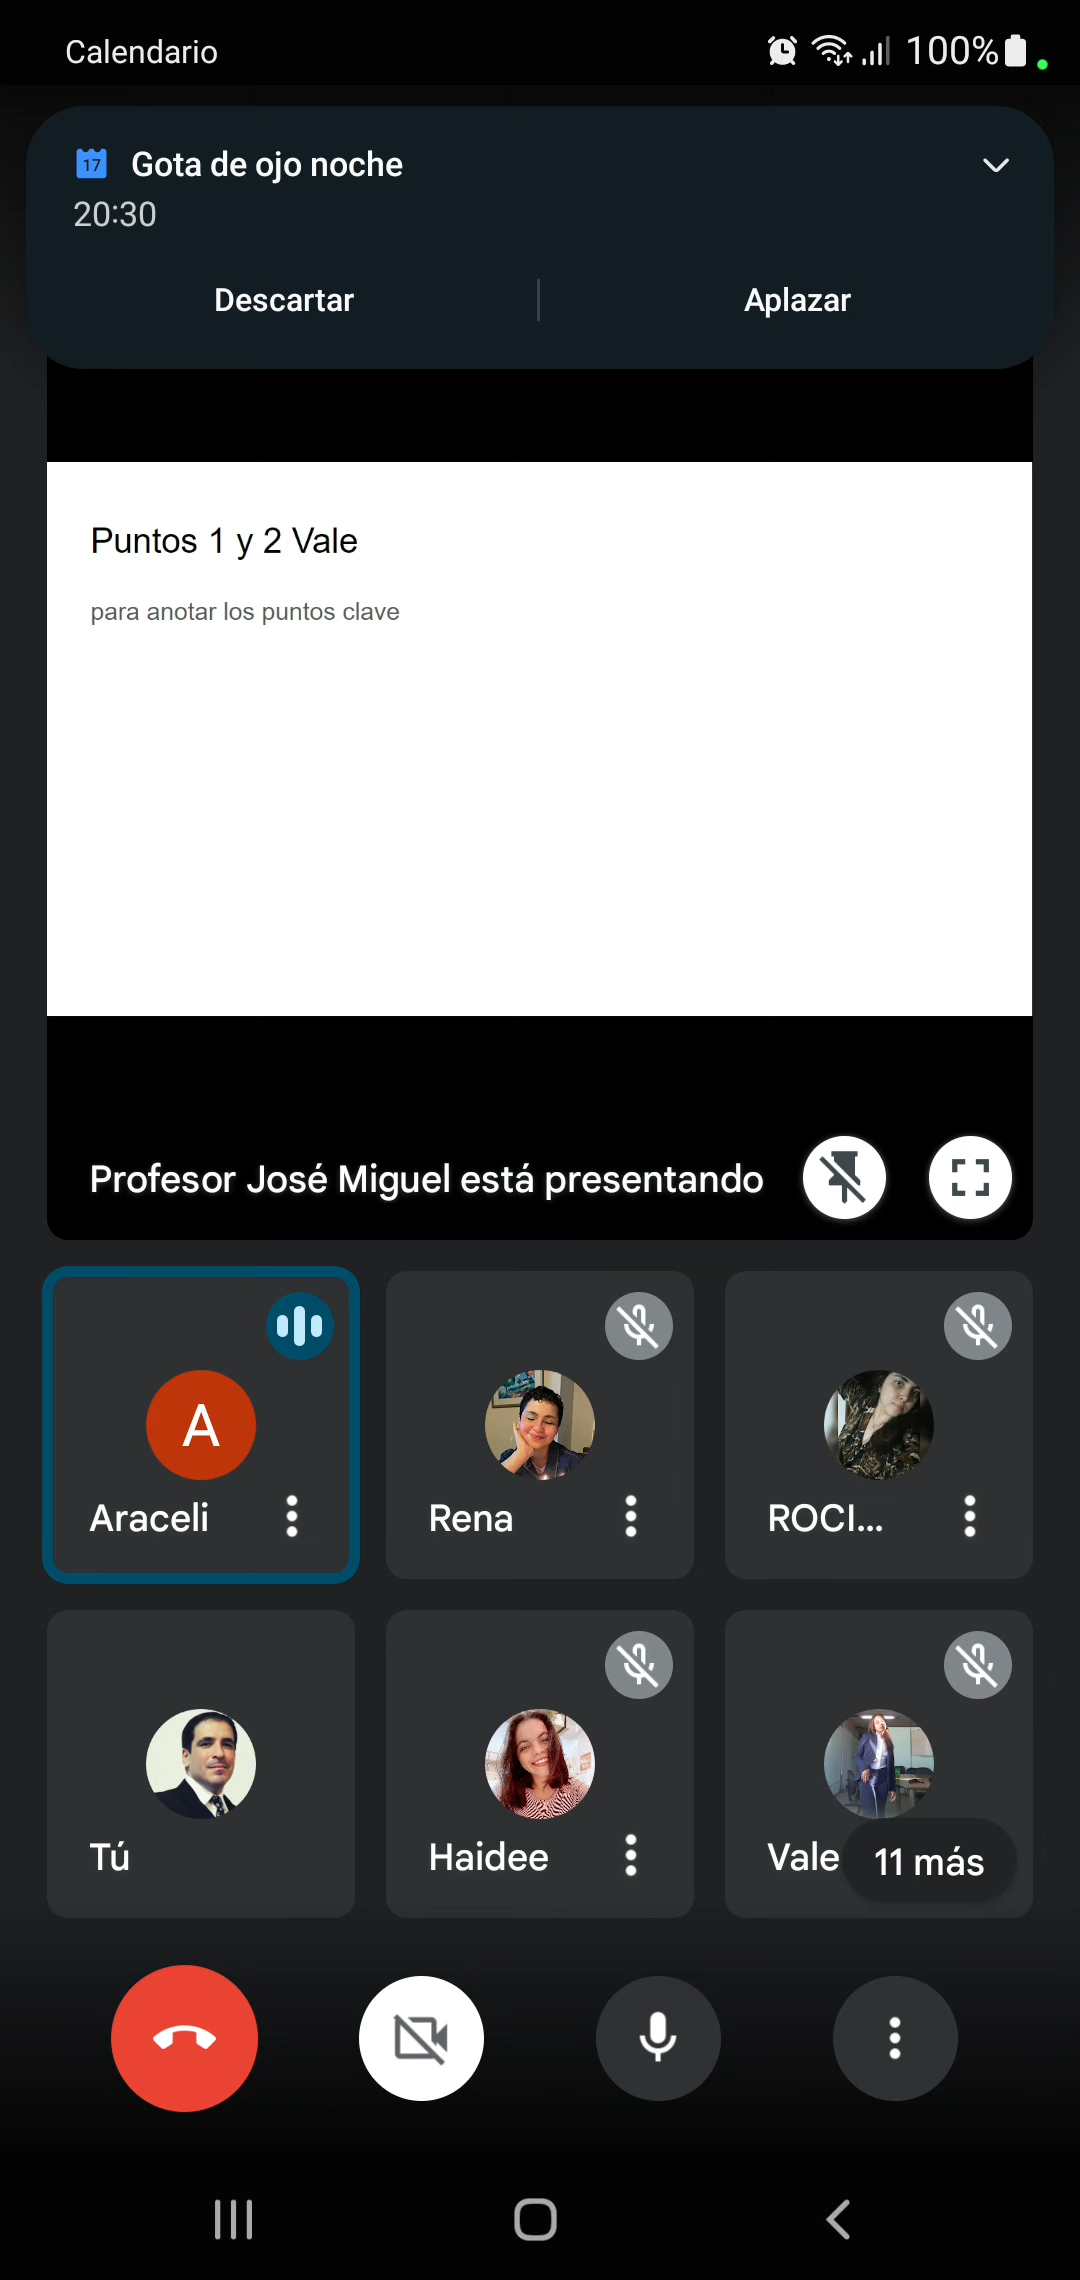 Calendario
100%
17 Gota de ojo noche
20:30
Descartar
Aplazar
Puntos 1 y 2 Vale
para anotar los puntos clave
Profesor José Miguel está presentando
A
Araceli
Rena
ROCI...
Tú
Haidee
Vale
11 más